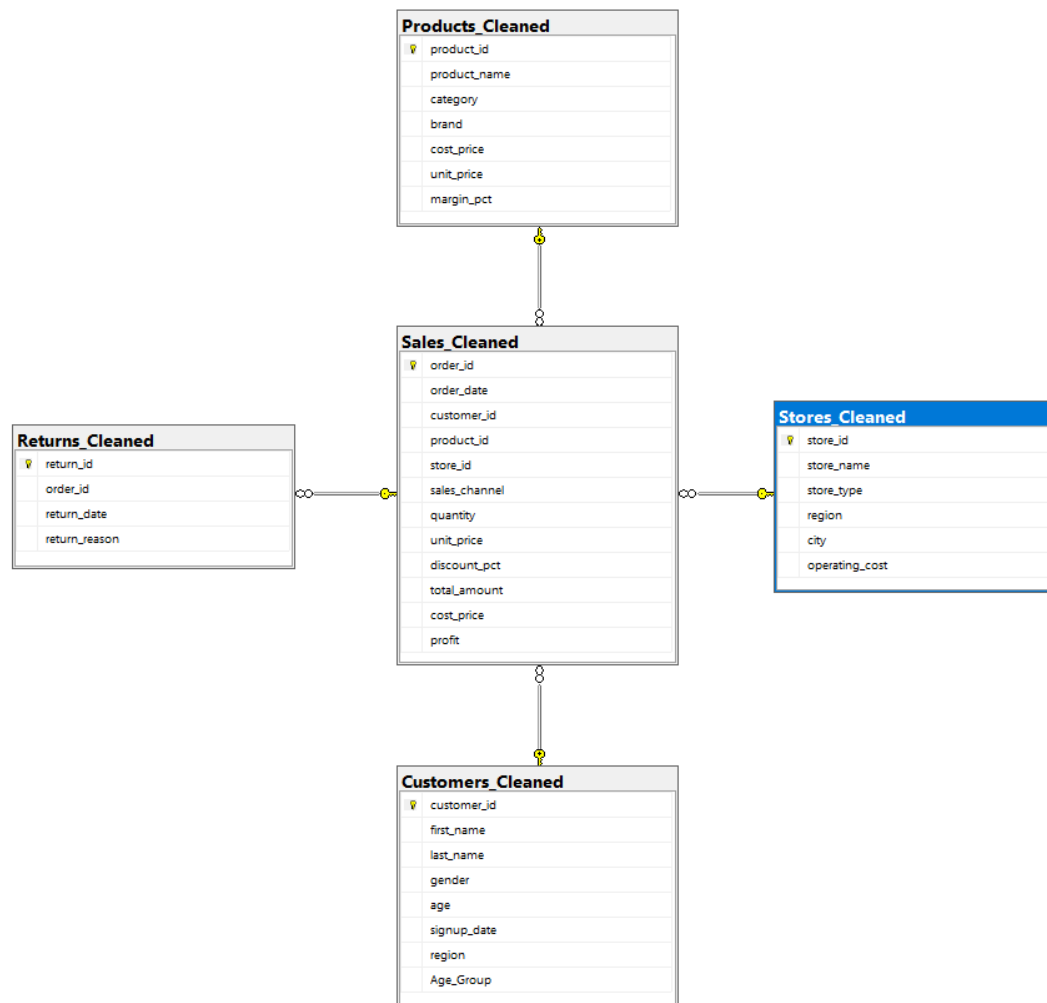 Products_Cleaned
product_id
product_name
category
brand
cost_price
unit_price
margin_pct
Sales_Cleaned
order_id
order_date
customer_id
product_id
store_id
sales_channel
quantity
unit_price
discount_pct
total_amount
cost_price
profit
Returns_Cleaned
return_id
order_id
return_date
return_reason
Stores_Cleaned
store_id
store_name
store_type
region
city
operating_cost
Customers_Cleaned
customer_id
first_name
last_name
gender
age
signup_date
region
Age_Group